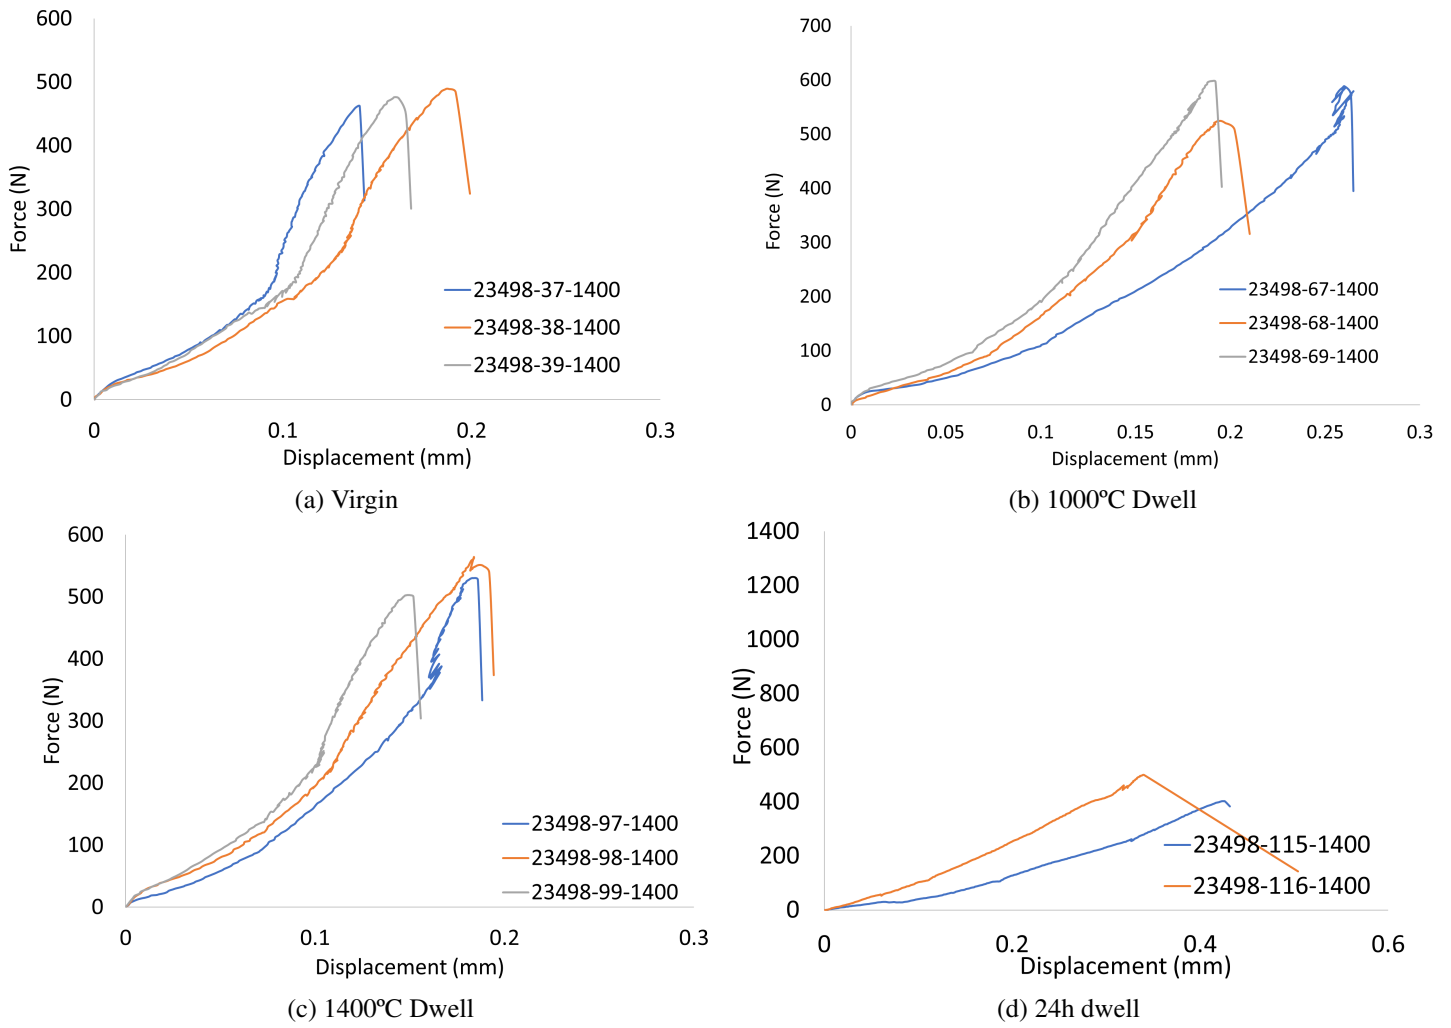 600
500
400
300
200
100
0
Force (N)
0 0.1 0.2 0.3
Displacement (mm)
23498-37-1400
23498-38-1400
23498-39-1400
(a) Virgin
700
600
500
400
300
200
100
0
Force (N)
0 0.05 0.1 0.15 0.2 0.25 0.3
Displacement (mm)
23498-67-1400
23498-68-1400
23498-69-1400
(b) 1000ºC Dwell
600
500
400
300
200
100
0
Force (N)
0 0.1 0.2 0.3
Displacement (mm)
23498-97-1400
23498-98-1400
23498-99-1400
(c) 1400ºC Dwell
1400
1200
1000
800
600
400
200
0
Force (N)
0 0.2 0.4 0.6
Displacement (mm)
23498-115-1400
23498-116-1400
(d) 24h dwell